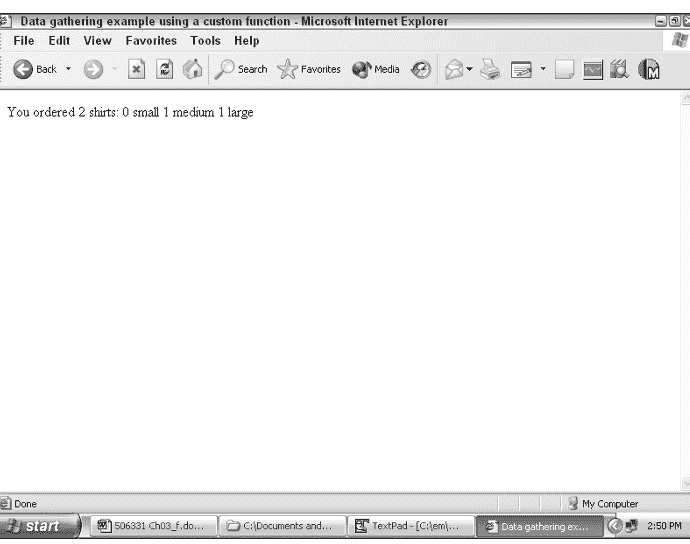 Data gathering example using a custom function - Microsoft Internet Explorer
File Edit View Favorites Tools Help
Back Search Favorites Media
You ordered 2 shirts: 0 small 1 medium 1 large
Done My Computer
start 506331 Ch03_f.do... C:\Documents and... TextPad - [C:\em\... Data gathering ex... 2:50 PM